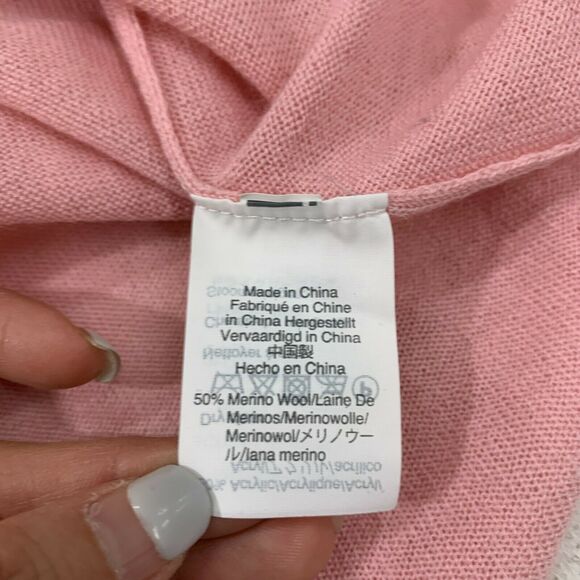 Made in China
Fabriqué en Chine
in China Hergestellt
Vervaardigd in China
中国製
Hecho en China
50% Merino Wool/Laine De
Merinos/Merinowolle/
Merinowol/メリノウー
ル/lana merino